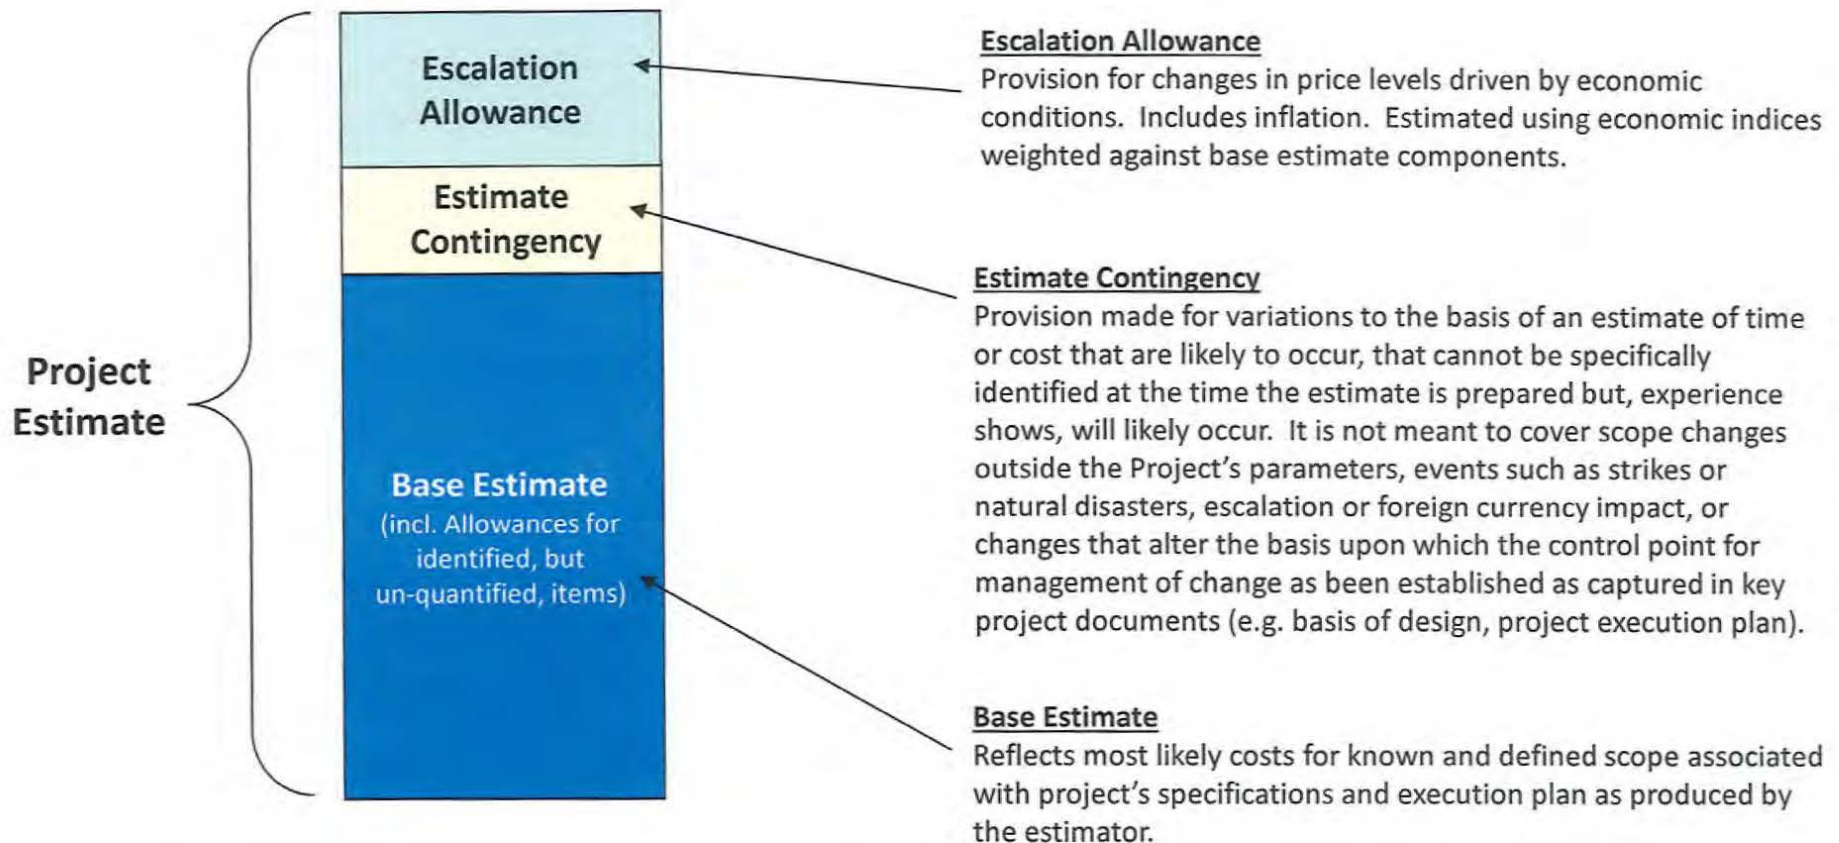 Project
Estimate
Escalation
Allowance
Estimate
Contingency
Base Estimate
(incl. Allowances for
identified, but
un-quantified, items)
Escalation Allowance
Provision for changes in price levels driven by economic
conditions.  Includes inflation.  Estimated using economic indices
weighted against base estimate components.
Estimate Contingency
Provision made for variations to the basis of an estimate of time
or cost that are likely to occur, that cannot be specifically
identified at the time the estimate is prepared but, experience
shows, will likely occur.  It is not meant to cover scope changes
outside the Project's parameters, events such as strikes or
natural disasters, escalation or foreign currency impact, or
changes that alter the basis upon which the control point for
management of change as been established as captured in key
project documents (e.g. basis of design, project execution plan).
Base Estimate
Reflects most likely costs for known and defined scope associated
with project's specifications and execution plan as produced by
the estimator.